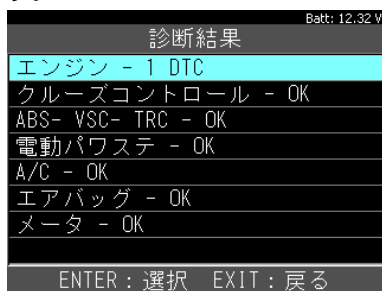 Batt: 12.32 V
診断結果
エンジン - 1 DTC
クルーズコントロール - OK
ABS- VSC- TRC - OK
電動パワステ - OK
A/C - OK
エアバッグ - OK
メータ - OK
ENTER：選択 EXIT：戻る